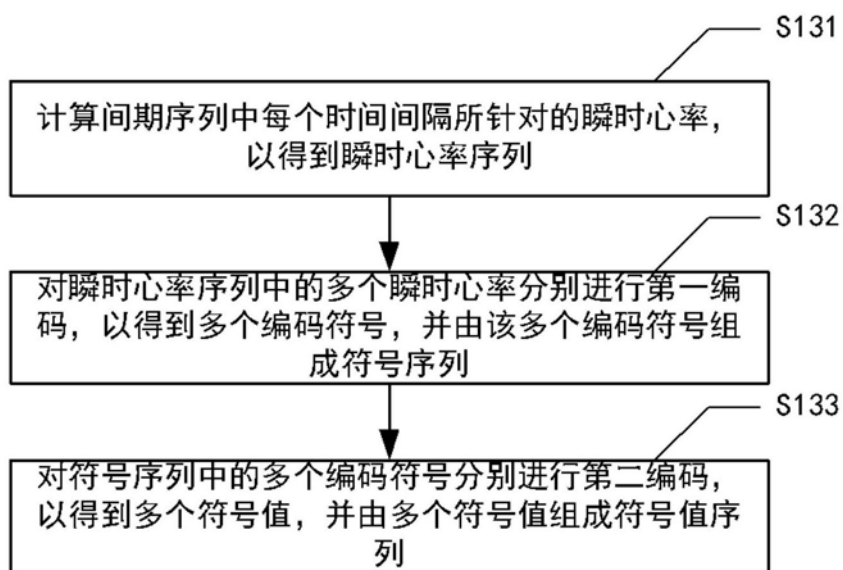 S131
计算间期序列中每个时间间隔所针对的瞬时心率，
以得到瞬时心率序列
S132
对瞬时心率序列中的多个瞬时心率分别进行第一编
码，以得到多个编码符号，并由该多个编码符号组
成符号序列
S133
对符号序列中的多个编码符号分别进行第二编码，
以得到多个符号值，并由多个符号值组成符号值序
列